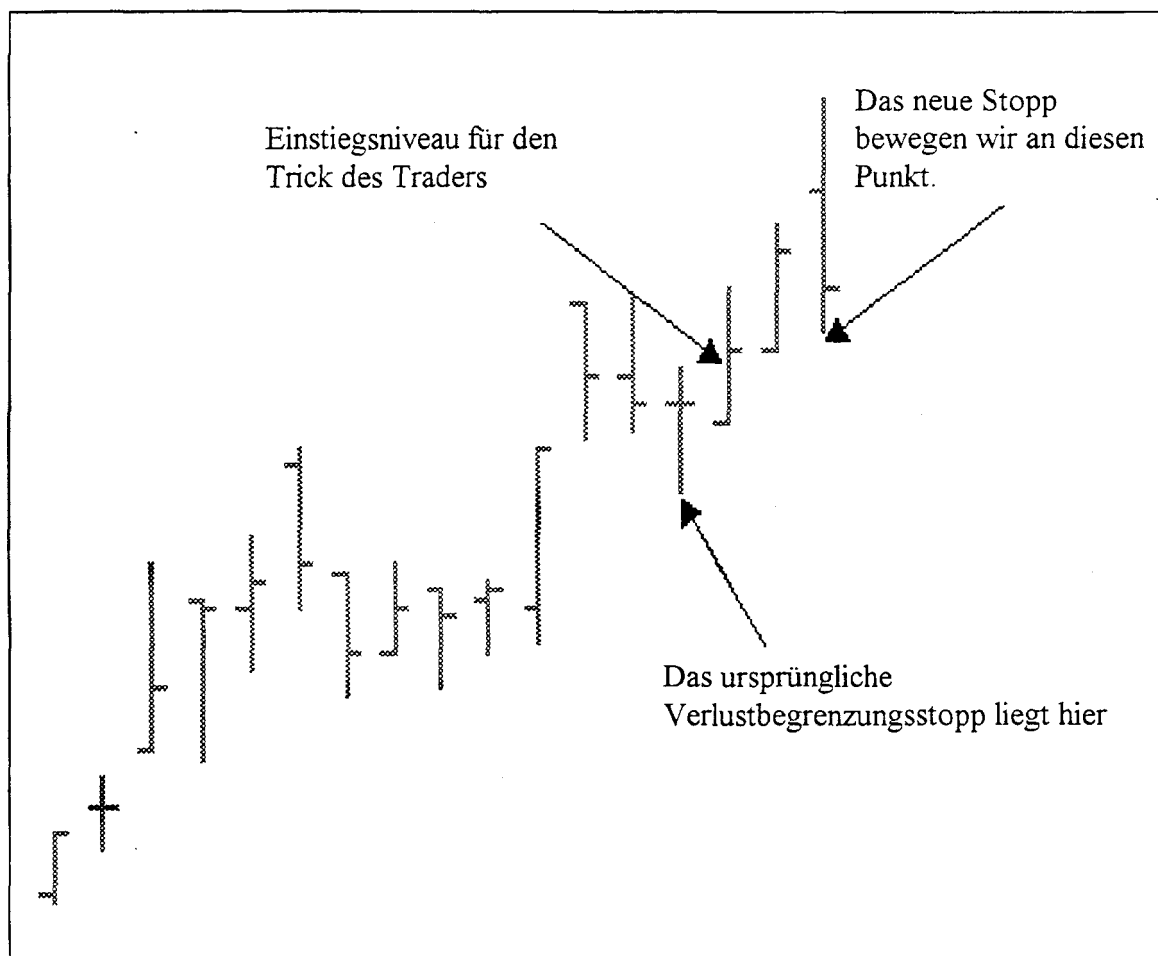 Einstiegsniveau für den
Trick des Traders
Das neue Stopp
bewegen wir an diesen
Punkt.
Das ursprüngliche
Verlustbegrenzungsstopp liegt hier